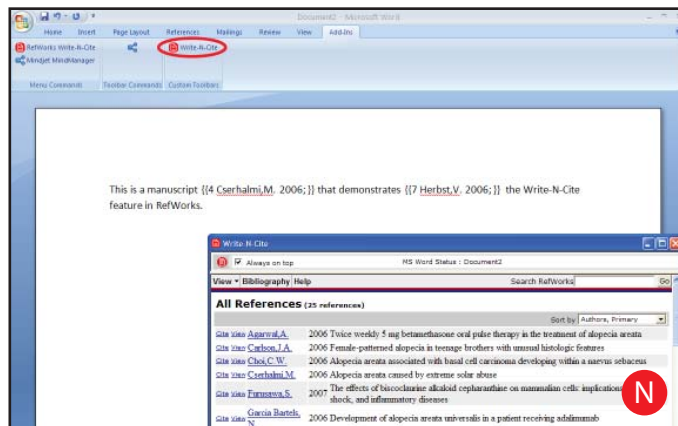 Document2 - Microsoft Word
Home Insert Page Layout References Mailings Review View Add-Ins
RefWorks Write-N-Cite
Write-N-Cite
Mindjet MindManager
Menu Commands Toolbar Commands Custom Toolbars
This is a manuscript {{4 Cserhalmi,M. 2006;}} that demonstrates {{7 Herbst,V. 2006;}} the Write-N-Cite
feature in RefWorks.
Write-N-Cite
Always on top MS Word Status : Document2
View Bibliography Help Search RefWorks Go
All References (25 references)
Sort by Authors, Primary
Cite View Agarwal,A. 2006 Twice weekly 5 mg betamethasone oral pulse therapy in the treatment of alopecia areata
Cite View Carlson,J.A. 2006 Female-patterned alopecia in teenage brothers with unusual histologic features
Cite View Choi,C.W. 2006 Alopecia areata associated with basal cell carcinoma developing within a naevus sebaceus
Cite View Cserhalmi,M. 2006 Alopecia areata caused by extreme solar abuse
Cite View Furusawa,S. 2007 The effects of biscoclaurine alkaloid cepharanthine on mammalian cells: implications
shock, and inflammatory diseases
Cite View Garcia Bartels, N. 2006 Development of alopecia areata universalis in a patient receiving adalimumab
N